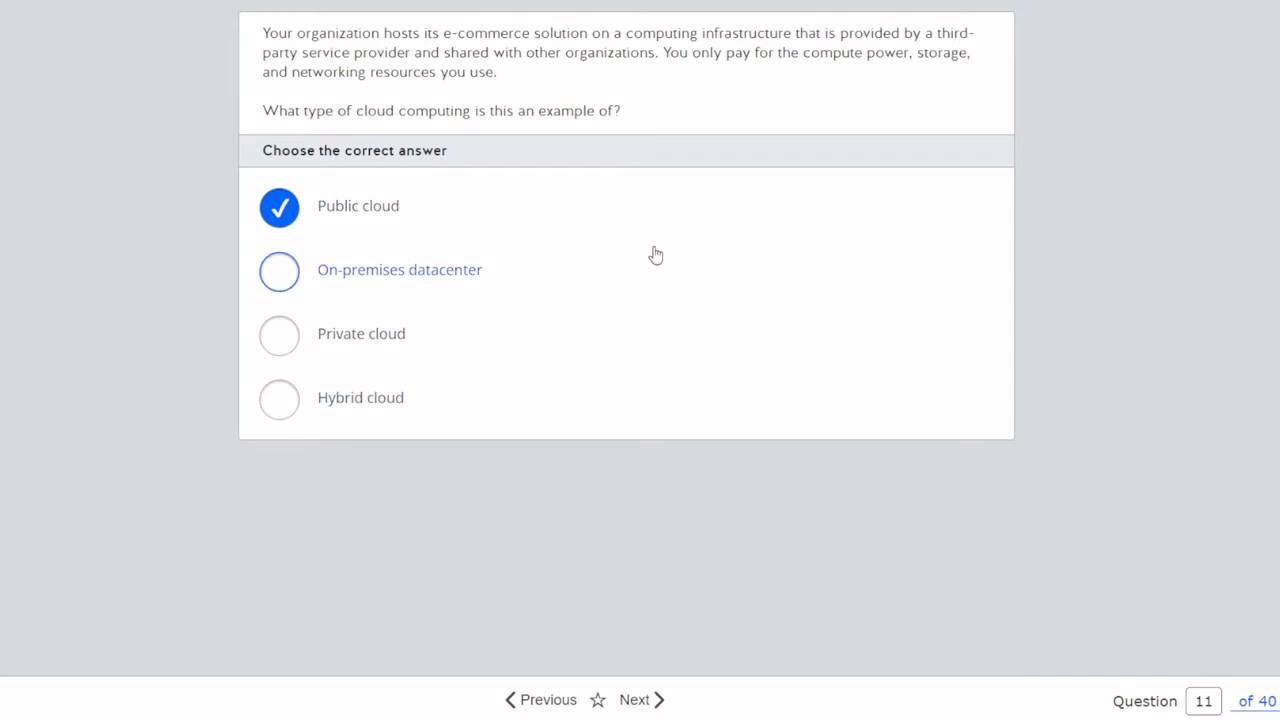 Your organization hosts its e-commerce solution on a computing infrastructure that is provided by a third-
party service provider and shared with other organizations. You only pay for the compute power, storage,
and networking resources you use.
What type of cloud computing is this an example of?
Choose the correct answer
Public cloud
On-premises datacenter
Private cloud
Hybrid cloud
Previous Next Question 11 of 40